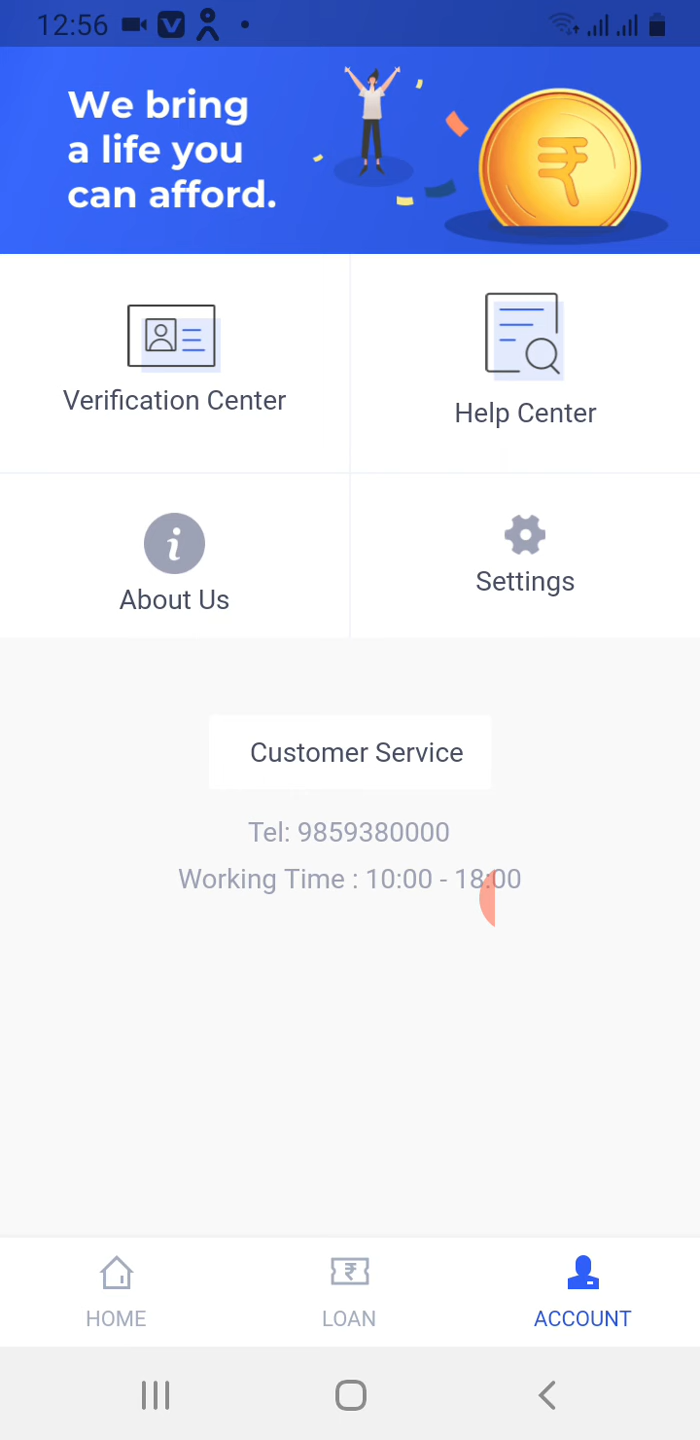 12:56
We bring
a life you
can afford.
Verification Center
Help Center
About Us
Settings
Customer Service
Tel: 9859380000
Working Time : 10:00 - 18:00
HOME
LOAN
ACCOUNT